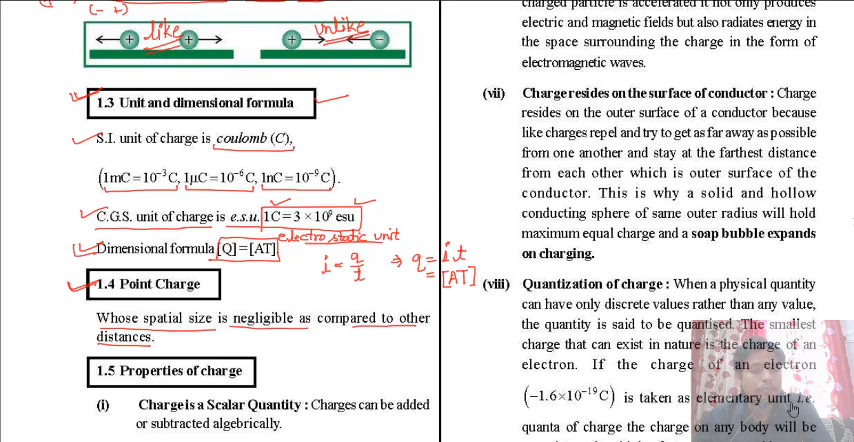 (− +)
like
unlike
+
+
+
−
1.3 Unit and dimensional formula
S.I. unit of charge is coulomb (C),
(1mC = 10⁻³C, 1μC = 10⁻⁶C, 1nC = 10⁻⁹C).
C.G.S. unit of charge is e.s.u. 1C = 3 × 10⁹ esu
electrostatic unit
Dimensional formula [Q] = [AT]
i = q/t ⇒ q = i t
= [AT]
1.4 Point Charge
Whose spatial size is negligible as compared to other
distances.
1.5 Properties of charge
(i) Charge is a Scalar Quantity : Charges can be added
or subtracted algebrically.
charged particle is accelerated it not only produces
electric and magnetic fields but also radiates energy in
the space surrounding the charge in the form of
electromagnetic waves.
(vii) Charge resides on the surface of conductor : Charge
resides on the outer surface of a conductor because
like charges repel and try to get as far away as possible
from one another and stay at the farthest distance
from each other which is outer surface of the
conductor. This is why a solid and hollow
conducting sphere of same outer radius will hold
maximum equal charge and a soap bubble expands
on charging.
(viii) Quantization of charge : When a physical quantity
can have only discrete values rather than any value,
the quantity is said to be quantised. The smallest
charge that can exist in nature is the charge of an
electron. If the charge of an electron
(−1.6×10⁻¹⁹C) is taken as elementary unit i.e.
quanta of charge the charge on any body will be